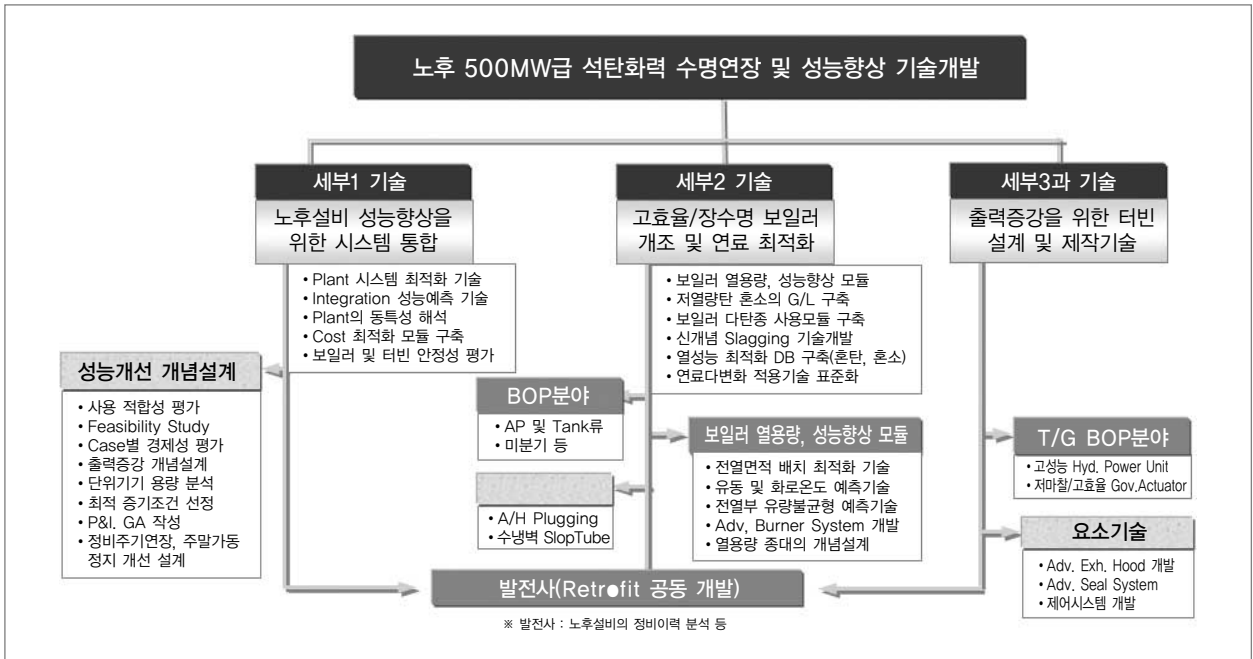 노후 500MW급 석탄화력 수명연장 및 성능향상 기술개발
세부1 기술
노후설비 성능향상을
위한 시스템 통합
• Plant 시스템 최적화 기술
• Integration 성능예측 기술
• Plant의 동특성 해석
• Cost 최적화 모듈 구축
• 보일러 및 터빈 안정성 평가
성능개선 개념설계
• 사용 적합성 평가
• Feasibility Study
• Case별 경제성 평가
• 출력증강 개념설계
• 단위기기 용량 분석
• 최적 증기조건 선정
• P&I. GA 작성
• 정비주기연장, 주말가동
정지 개선 설계
세부2 기술
고효율/장수명 보일러
개조 및 연료 최적화
• 보일러 열용량, 성능향상 모듈
• 저열량탄 혼소의 G/L 구축
• 보일러 다탄종 사용모듈 구축
• 신개념 Slagging 기술개발
• 열성능 최적화 DB 구축(혼탄, 혼소)
• 연료다변화 적용기술 표준화
BOP분야
• AP 및 Tank류
• 미분기 등
• A/H Plugging
• 수냉벽 SlopTube
보일러 열용량, 성능향상 모듈
• 전열면적 배치 최적화 기술
• 유동 및 화로온도 예측기술
• 전열부 유량불균형 예측기술
• Adv, Burner System 개발
• 열용량 종대의 개념설계
세부3과 기술
출력증강을 위한 터빈
설계 및 제작기술
T/G BOP분야
• 고성능 Hyd. Power Unit
• 저마찰/고효율 Gov.Actuator
요소기술
• Adv. Exh. Hood 개발
• Adv. Seal System
• 제어시스템 개발
발전사(Retr●fit 공동 개발)
※ 발전사 : 노후설비의 정비이력 분석 등